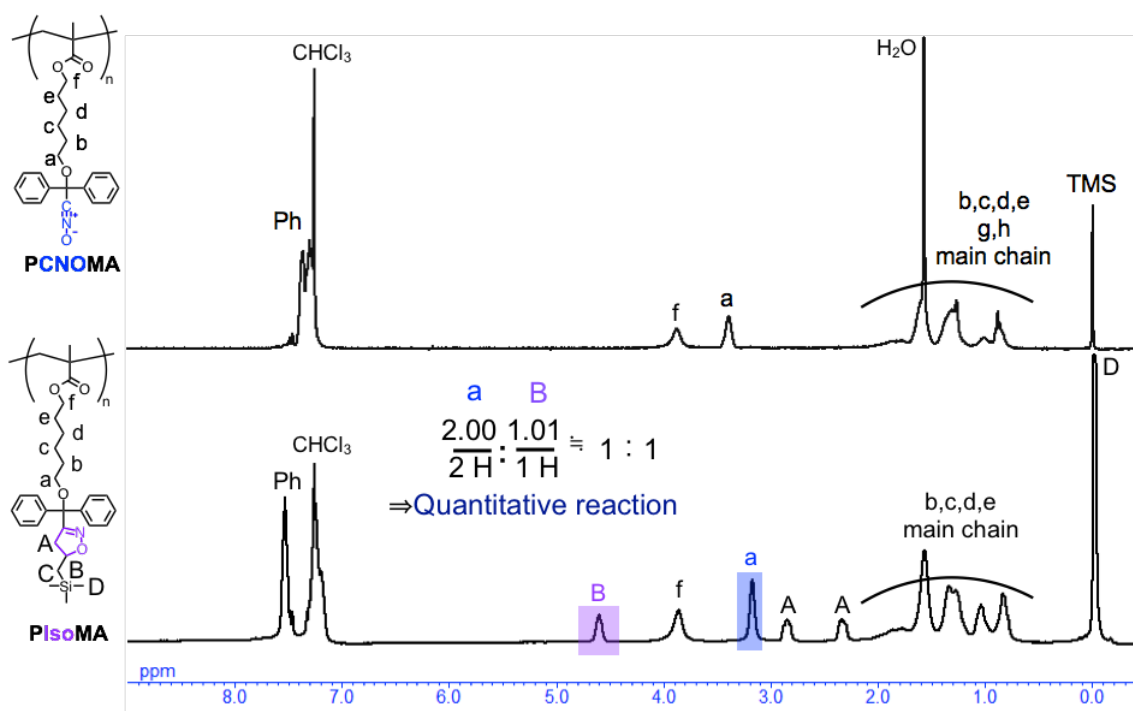 O
O
n
f
e
d
c
b
a
O
C
N
+
O
-
PCNOMA
CHCl₃
Ph
f
a
H₂O
b,c,d,e
g,h
main chain
TMS
O
O
n
f
e
d
c
b
a
O
A
N
O
B
C
Si
D
PIsoMA
CHCl₃
Ph
a B
2.00 : 1.01 ≒ 1 : 1
2 H 1 H
⇒Quantitative reaction
B
f
a
A
A
b,c,d,e
main chain
D
ppm
8.0 7.0 6.0 5.0 4.0 3.0 2.0 1.0 0.0